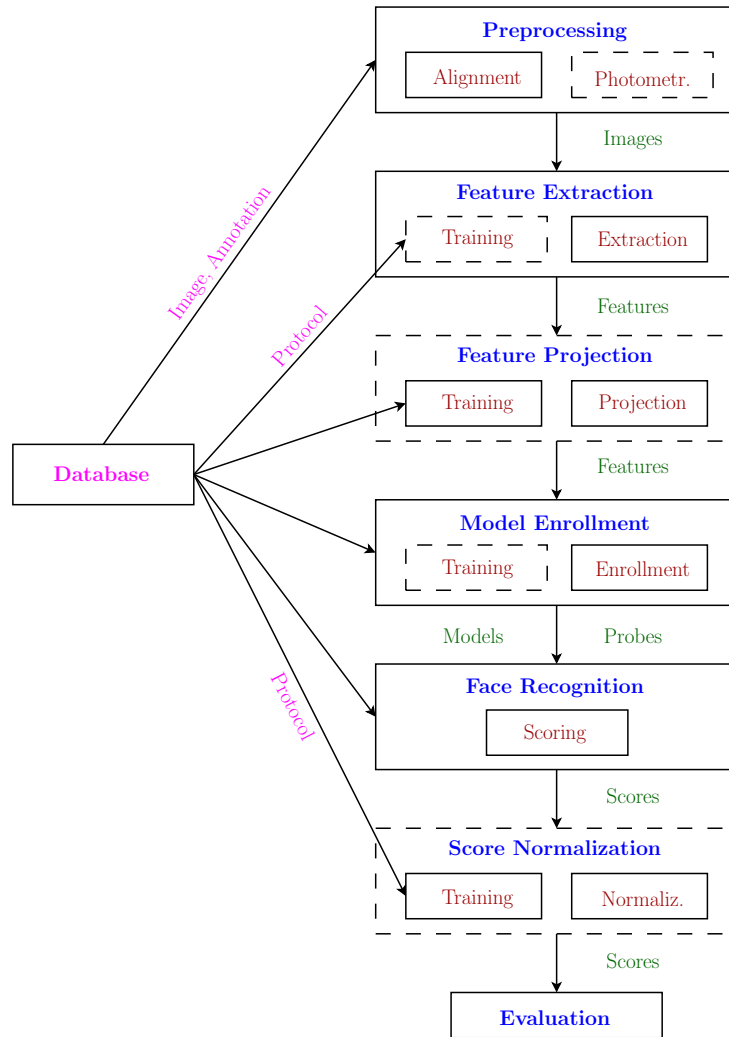 Preprocessing
Alignment
Photometr.
Images
Image, Annotation
Feature Extraction
Training
Extraction
Protocol
Features
Feature Projection
Training
Projection
Database
Features
Model Enrollment
Training
Enrollment
Models
Probes
Protocol
Face Recognition
Scoring
Scores
Score Normalization
Training
Normaliz.
Scores
Evaluation